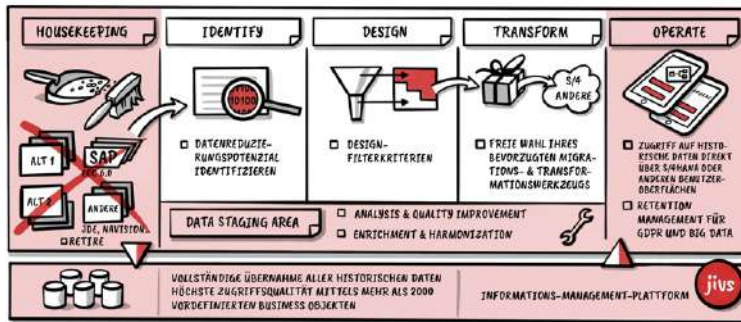 HOUSEKEEPING
IDENTIFY
DESIGN
TRANSFORM
OPERATE
ALT 1
SAP
ECC 6.0
ALT 2
ANDERE
JDE, NAVISION...
RETIRE
10100
DATENREDUZIE-
RUNGSPOTENZIAL
IDENTIFIZIEREN
DESIGN-
FILTERKRITERIEN
S/4
ANDERE
FREIE WAHL IHRES
BEVORZUGTEN MIGRA-
TIONS- & TRANSFOR-
MATIONSWERKZEUGS
ZUGRIFF AUF HISTO-
RISCHE DATEN DIREKT
ÜBER S/4HANA ODER
ANDEREN BENUTZER-
OBERFLÄCHEN
RETENTION
MANAGEMENT FÜR
GDPR UND BIG DATA
DATA STAGING AREA
ANALYSIS & QUALITY IMPROVEMENT
ENRICHMENT & HARMONIZATION
VOLLSTÄNDIGE ÜBERNAHME ALLER HISTORISCHEN DATEN
HÖCHSTE ZUGRIFFSQUALITÄT MITTELS MEHR ALS 2000
VORDEFINIERTEN BUSINESS OBJEKTEN
INFORMATIONS-MANAGEMENT-PLATTFORM
jivs